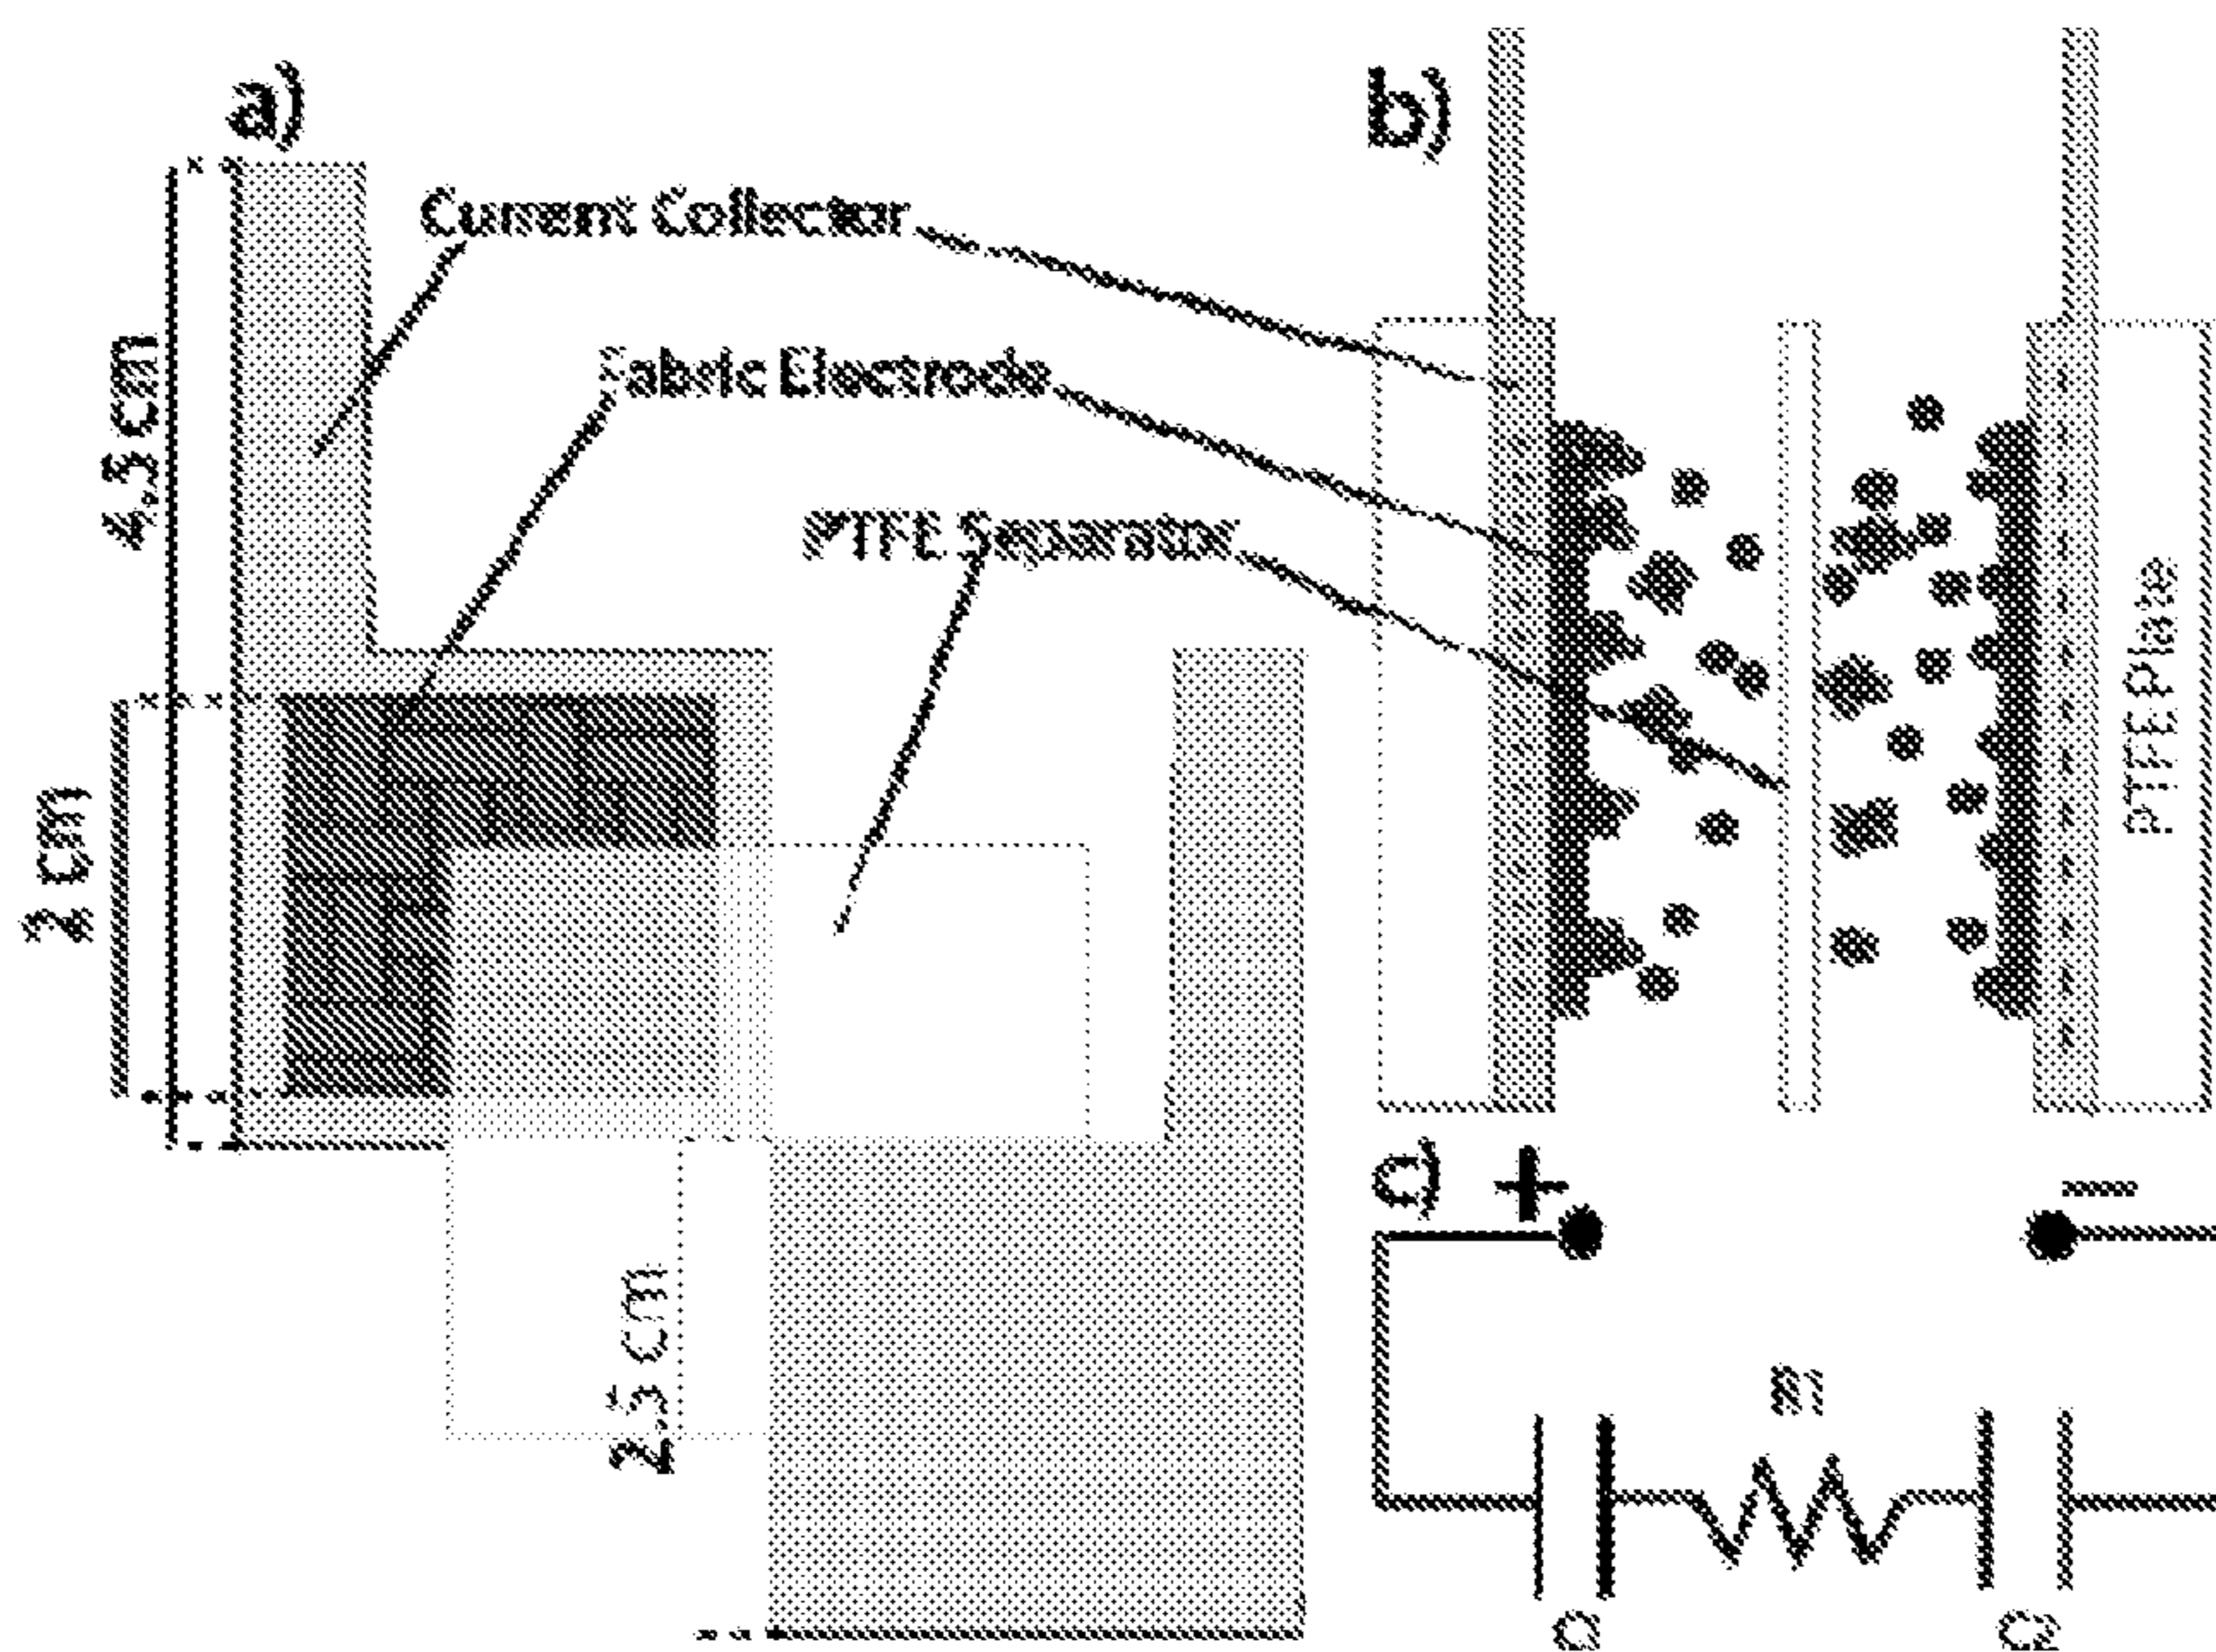 a)
b)
Current Collector
Fabric Electrode
PTFE Separator
4.5 cm
2 cm
2.5 cm
PTFE Plate
+